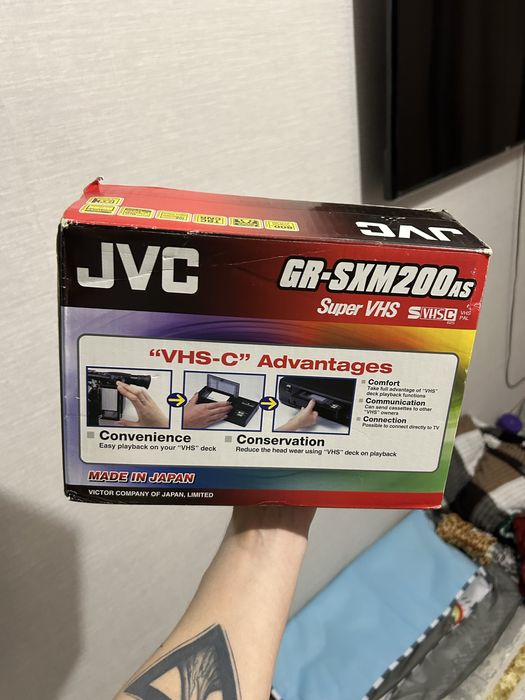 JVC
JVC
GR-SXM200AS
Super VHS
S VHS C
VHS
PAL
"VHS-C" Advantages
Convenience
Easy playback on your "VHS" deck
Conservation
Reduce the head wear using "VHS" deck on playback
Comfort
Take full advantage of "VHS"
deck playback functions
Communication
Can send cassettes to other
"VHS" owners
Connection
Possible to connect directly to TV
MADE IN JAPAN
VICTOR COMPANY OF JAPAN, LIMITED